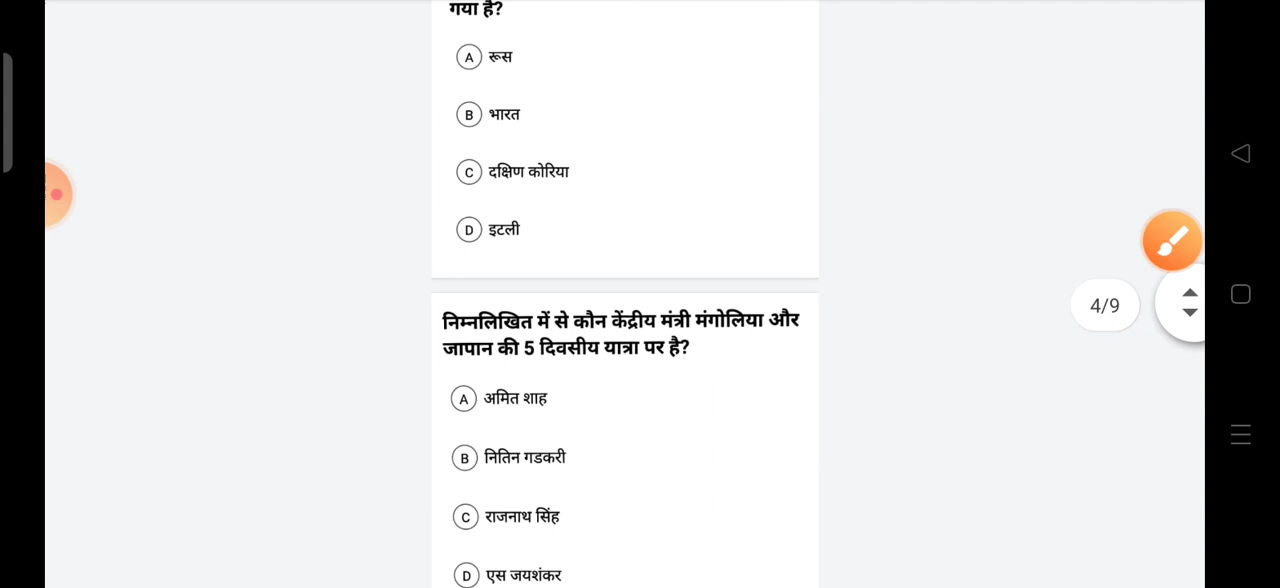 गया है?
A रूस
B भारत
C दक्षिण कोरिया
D इटली
4/9
निम्नलिखित में से कौन केंद्रीय मंत्री मंगोलिया और
जापान की 5 दिवसीय यात्रा पर है?
A अमित शाह
B नितिन गडकरी
C राजनाथ सिंह
D एस जयशंकर